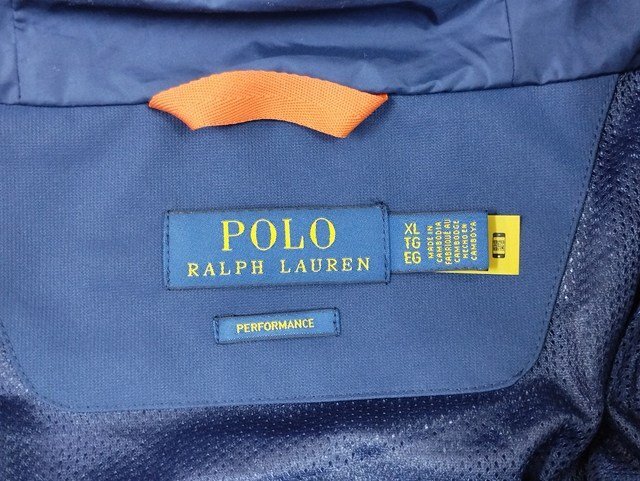 POLO
RALPH LAUREN
XL
TG
EG
MADE IN
CAMBODIA
FABRIQUÉ AU
CAMBODGE
HECHO EN
CAMBOYA
PERFORMANCE